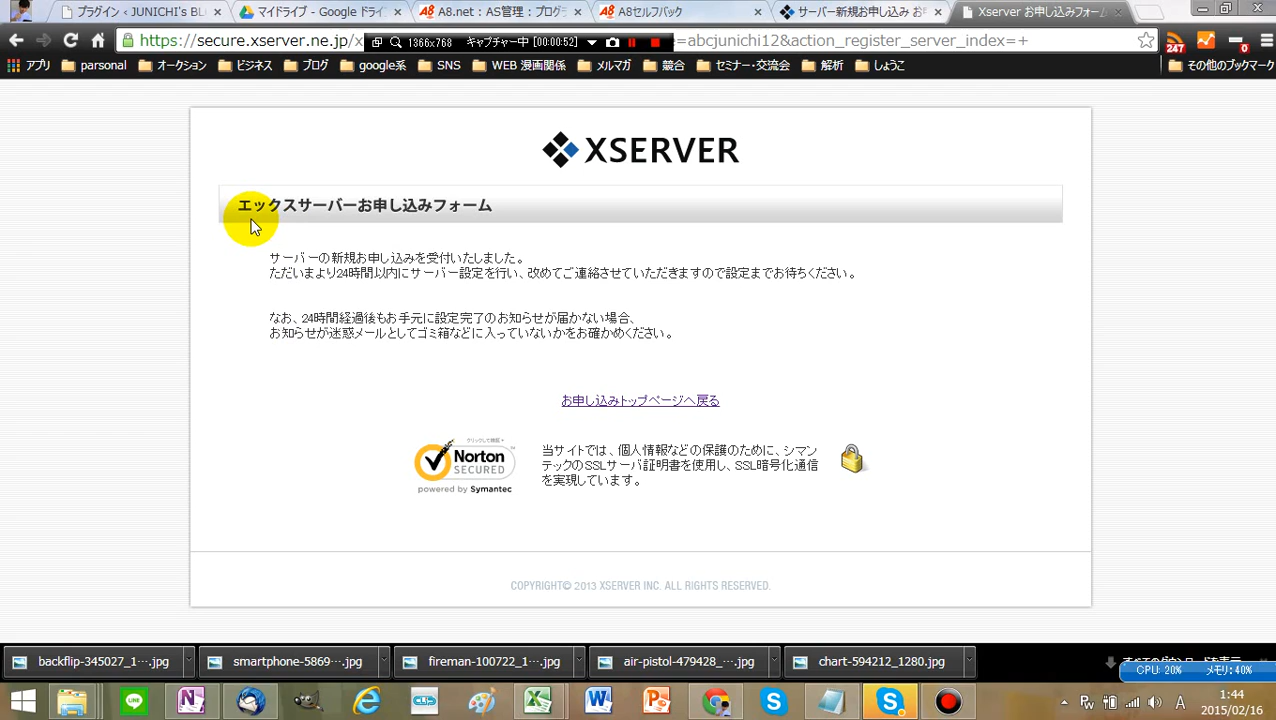 プラグイン ‹ JUNICHI's BL
マイドライブ - Google ドライ
A8.net：AS管理：プログラ
A8セルフバック
サーバー新規お申し込み お
Xserver お申し込みフォーム
https://secure.xserver.ne.jp/x
1366x768 キャプチャー中 [00:00:52]
=abcjunichi12&action_register_server_index=+
247
0
アプリ
parsonal
オークション
ビジネス
ブログ
google系
SNS
WEB 漫画関係
メルマガ
競合
セミナー・交流会
解析
しょうこ
その他のブックマーク
XSERVER
エックスサーバーお申し込みフォーム
サーバーの新規お申し込みを受付いたしました。
ただいまより24時間以内にサーバー設定を行い、改めてご連絡させていただきますので設定までお待ちください。
なお、24時間経過後もお手元に設定完了のお知らせが届かない場合、
お知らせが迷惑メールとしてゴミ箱などに入っていないかをお確かめください。
お申し込みトップページへ戻る
クリックして検証
Norton
SECURED
powered by Symantec
当サイトでは、個人情報などの保護のために、シマン
テックのSSLサーバ証明書を使用し、SSL暗号化通信
を実現しています。
COPYRIGHT© 2013 XSERVER INC. ALL RIGHTS RESERVED.
backflip-345027_1....jpg
smartphone-5869....jpg
fireman-100722_1....jpg
air-pistol-479428_....jpg
chart-594212_1280.jpg
CPU: 20% メモリ: 40%
LINE
A
1:44
2015/02/16